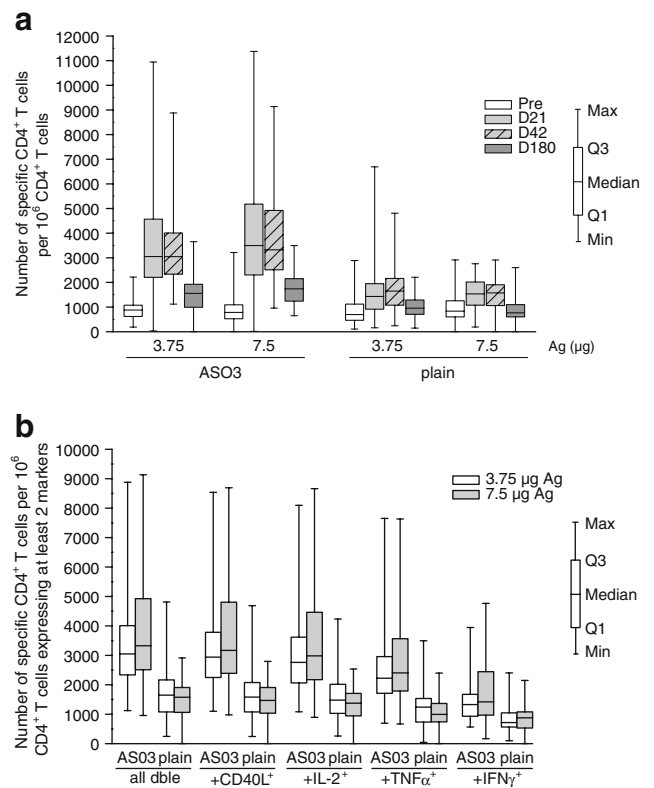 a
Number of specific CD4⁺ T cells
per 10⁶ CD4⁺ T cells
12000
11000
10000
9000
8000
7000
6000
5000
4000
3000
2000
1000
0
Pre
D21
D42
D180
Max
Q3
Median
Q1
Min
3.75 7.5 3.75 7.5 Ag (µg)
ASO3 plain
b
Number of specific CD4⁺ T cells per 10⁶
CD4⁺ T cells expressing at least 2 markers
10000
9000
8000
7000
6000
5000
4000
3000
2000
1000
0
3.75 µg Ag
7.5 µg Ag
Max
Q3
Median
Q1
Min
AS03 plain AS03 plain AS03 plain AS03 plain AS03 plain
all dble +CD40L⁺ +IL-2⁺ +TNFα⁺ +IFNγ⁺